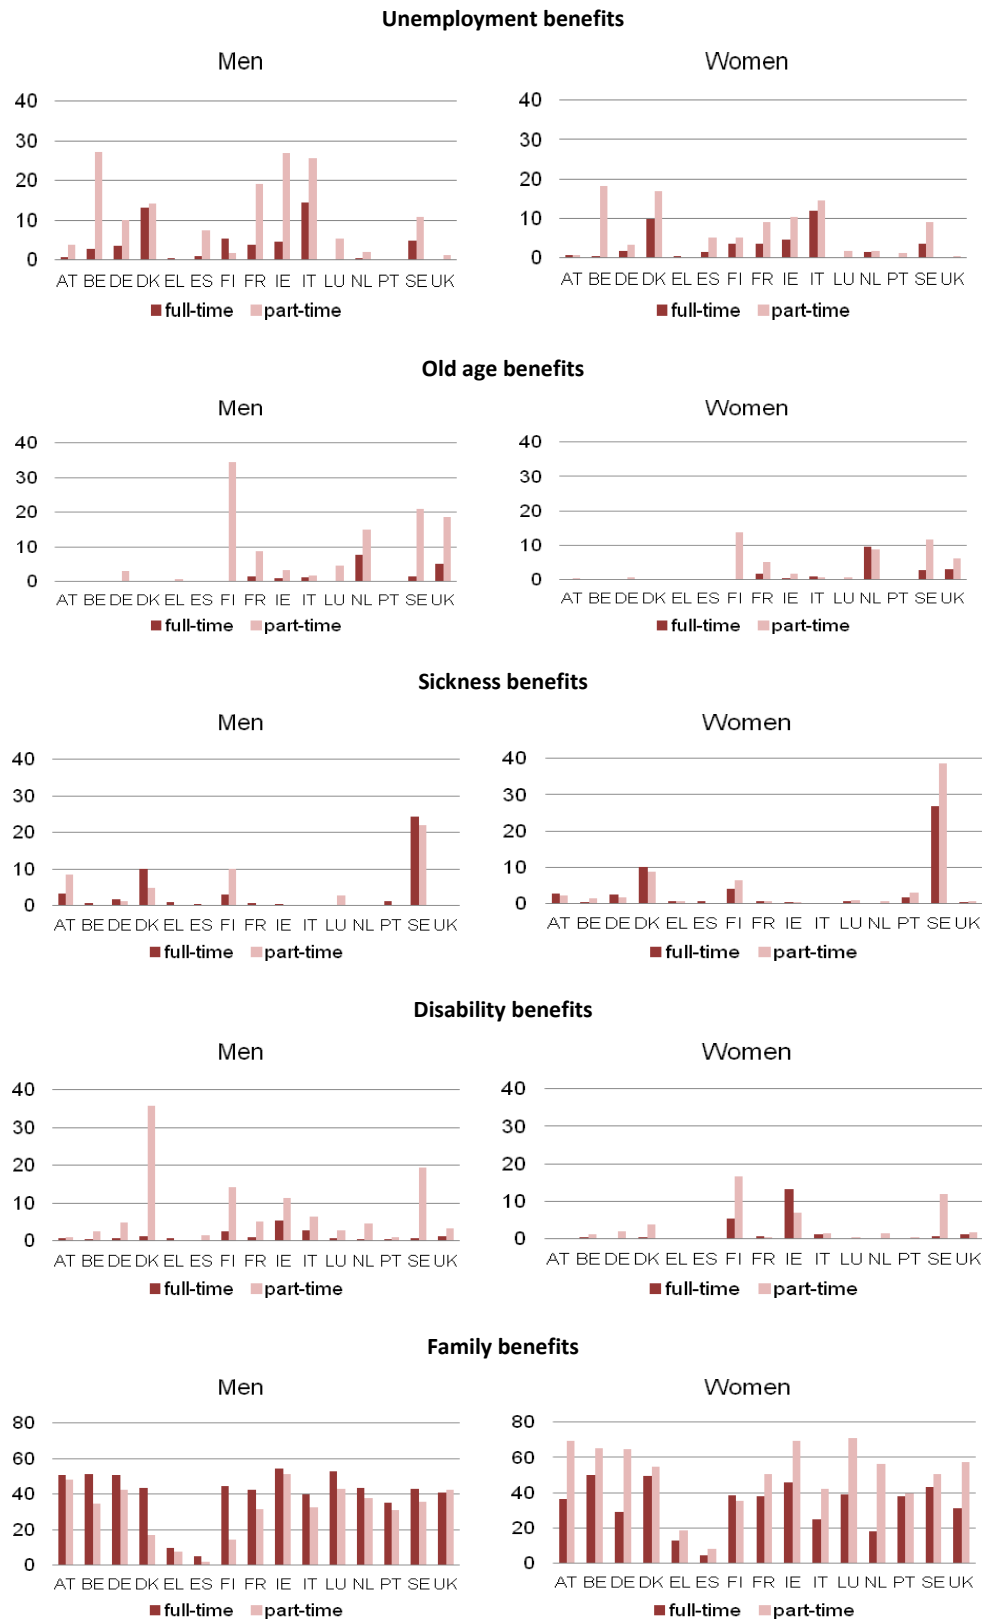 Unemployment benefits
Men
Women
40
30
20
10
0
AT BE DE DK EL ES FI FR IE IT LU NL PT SE UK
full-time part-time
40
30
20
10
0
AT BE DE DK EL ES FI FR IE IT LU NL PT SE UK
full-time part-time
Old age benefits
Men
Women
40
30
20
10
0
AT BE DE DK EL ES FI FR IE IT LU NL PT SE UK
full-time part-time
40
30
20
10
0
AT BE DE DK EL ES FI FR IE IT LU NL PT SE UK
full-time part-time
Sickness benefits
Men
Women
40
30
20
10
0
AT BE DE DK EL ES FI FR IE IT LU NL PT SE UK
full-time part-time
40
30
20
10
0
AT BE DE DK EL ES FI FR IE IT LU NL PT SE UK
full-time part-time
Disability benefits
Men
Women
40
30
20
10
0
AT BE DE DK EL ES FI FR IE IT LU NL PT SE UK
full-time part-time
40
30
20
10
0
AT BE DE DK EL ES FI FR IE IT LU NL PT SE UK
full-time part-time
Family benefits
Men
Women
80
60
40
20
0
AT BE DE DK EL ES FI FR IE IT LU NL PT SE UK
full-time part-time
80
60
40
20
0
AT BE DE DK EL ES FI FR IE IT LU NL PT SE UK
full-time part-time